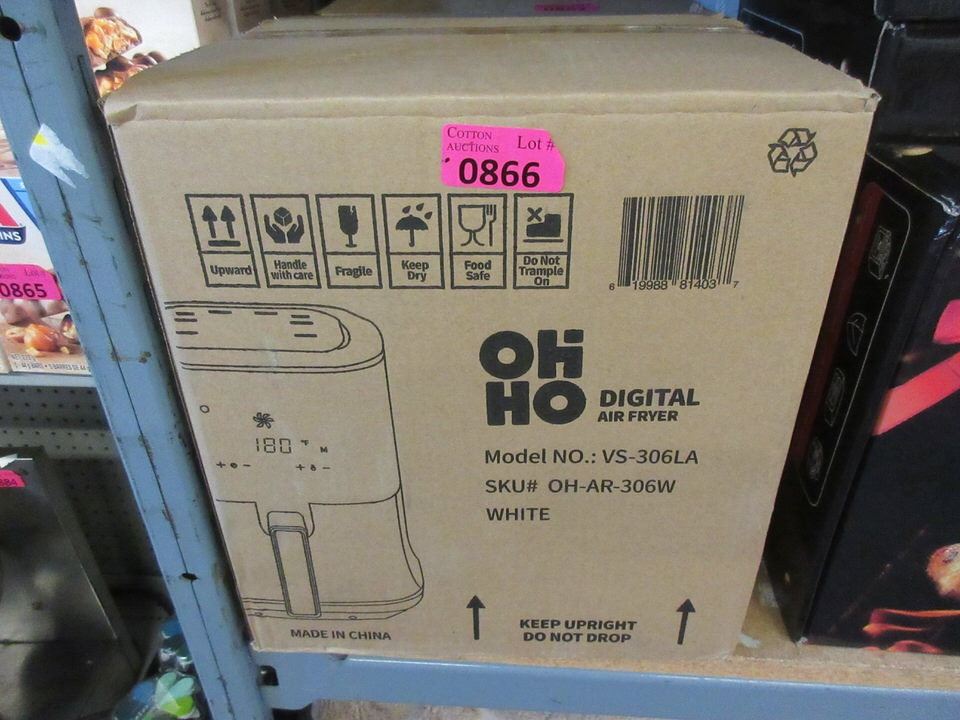 COTTON
AUCTIONS
Lot #
0866
Upward
Handle
with care
Fragile
Keep
Dry
Food
Safe
Do Not
Trample
On
6 19988 81403 7
OH
HO
DIGITAL
AIR FRYER
180 °F M
Model NO.: VS-306LA
SKU# OH-AR-306W
WHITE
MADE IN CHINA
KEEP UPRIGHT
DO NOT DROP
INS
Lot #
0865